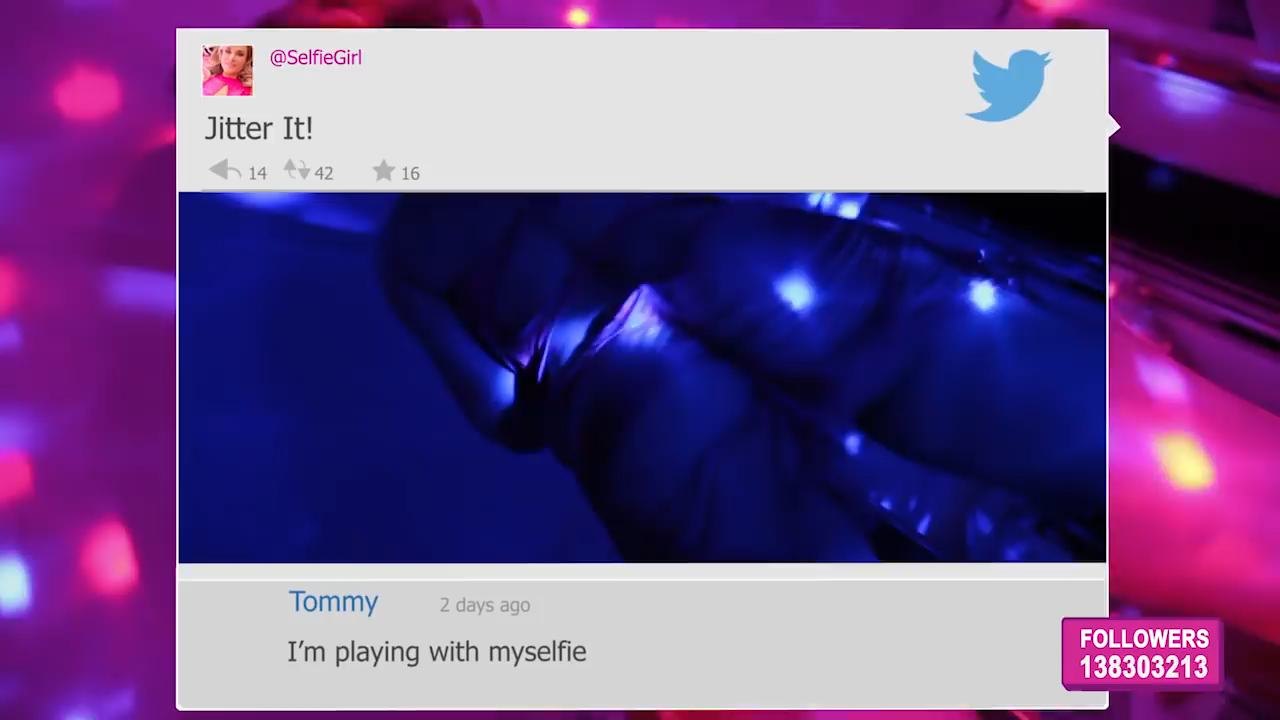 @SelfieGirl
Jitter It!
14 42 16
Tommy 2 days ago
I'm playing with myselfie
FOLLOWERS
138303213